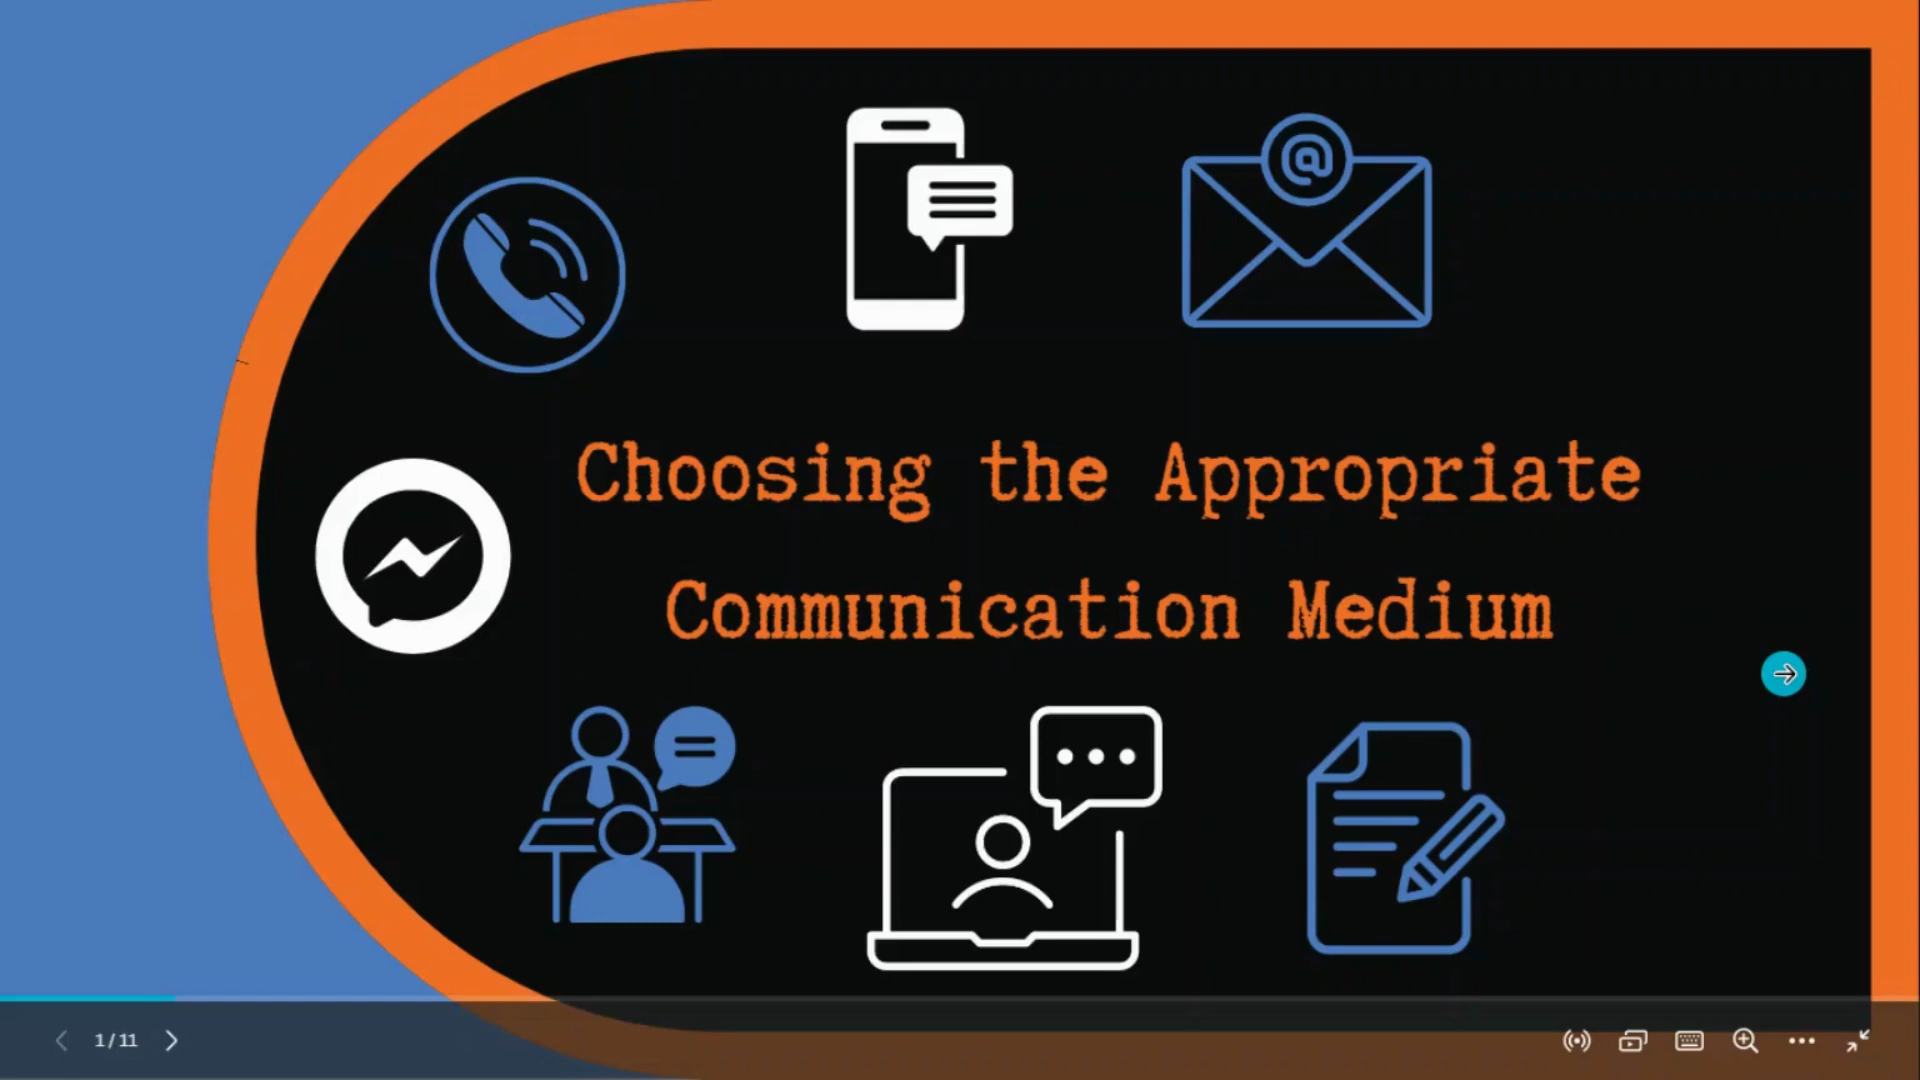 @
Choosing the Appropriate
Communication Medium
1/11